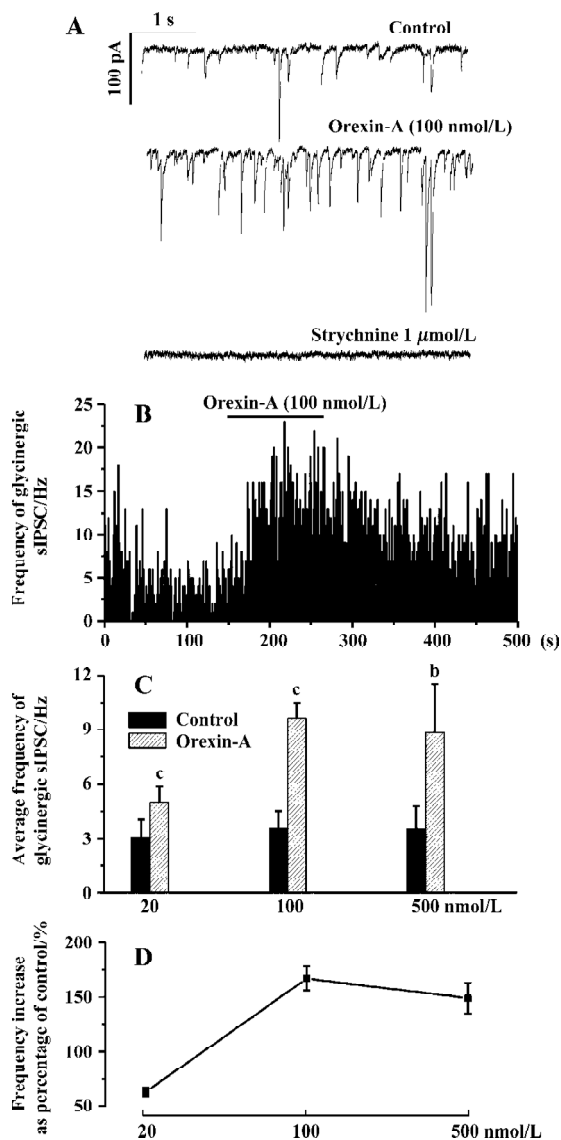 A
1 s
100 pA
Control
Orexin-A (100 nmol/L)
Strychnine 1 μmol/L
B
Orexin-A (100 nmol/L)
Frequency of glycinergic
sIPSC/Hz
25
20
15
10
5
0
0 100 200 300 400 500 (s)
C
Control
Orexin-A
Average frequency of
glycinergic sIPSC/Hz
12
9
6
3
0
c
c
b
20 100 500 nmol/L
D
Frequency increase
as percentage of control/%
200
150
100
50
20 100 500 nmol/L